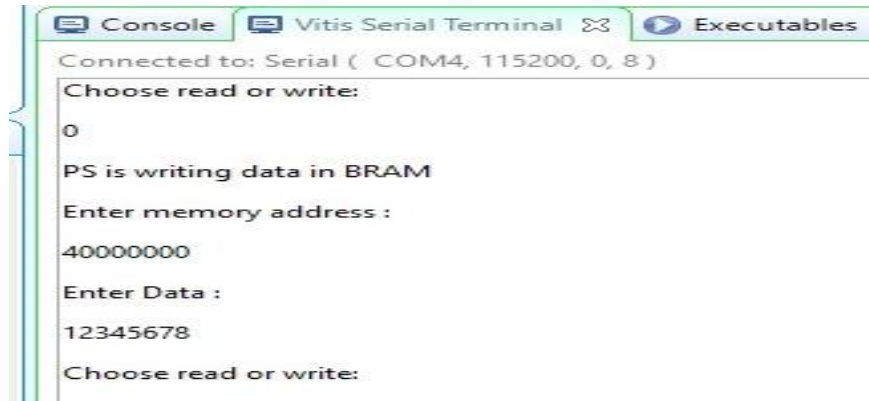 Console Vitis Serial Terminal Executables
Connected to: Serial ( COM4, 115200, 0, 8 )
Choose read or write:
0
PS is writing data in BRAM
Enter memory address :
40000000
Enter Data :
12345678
Choose read or write: